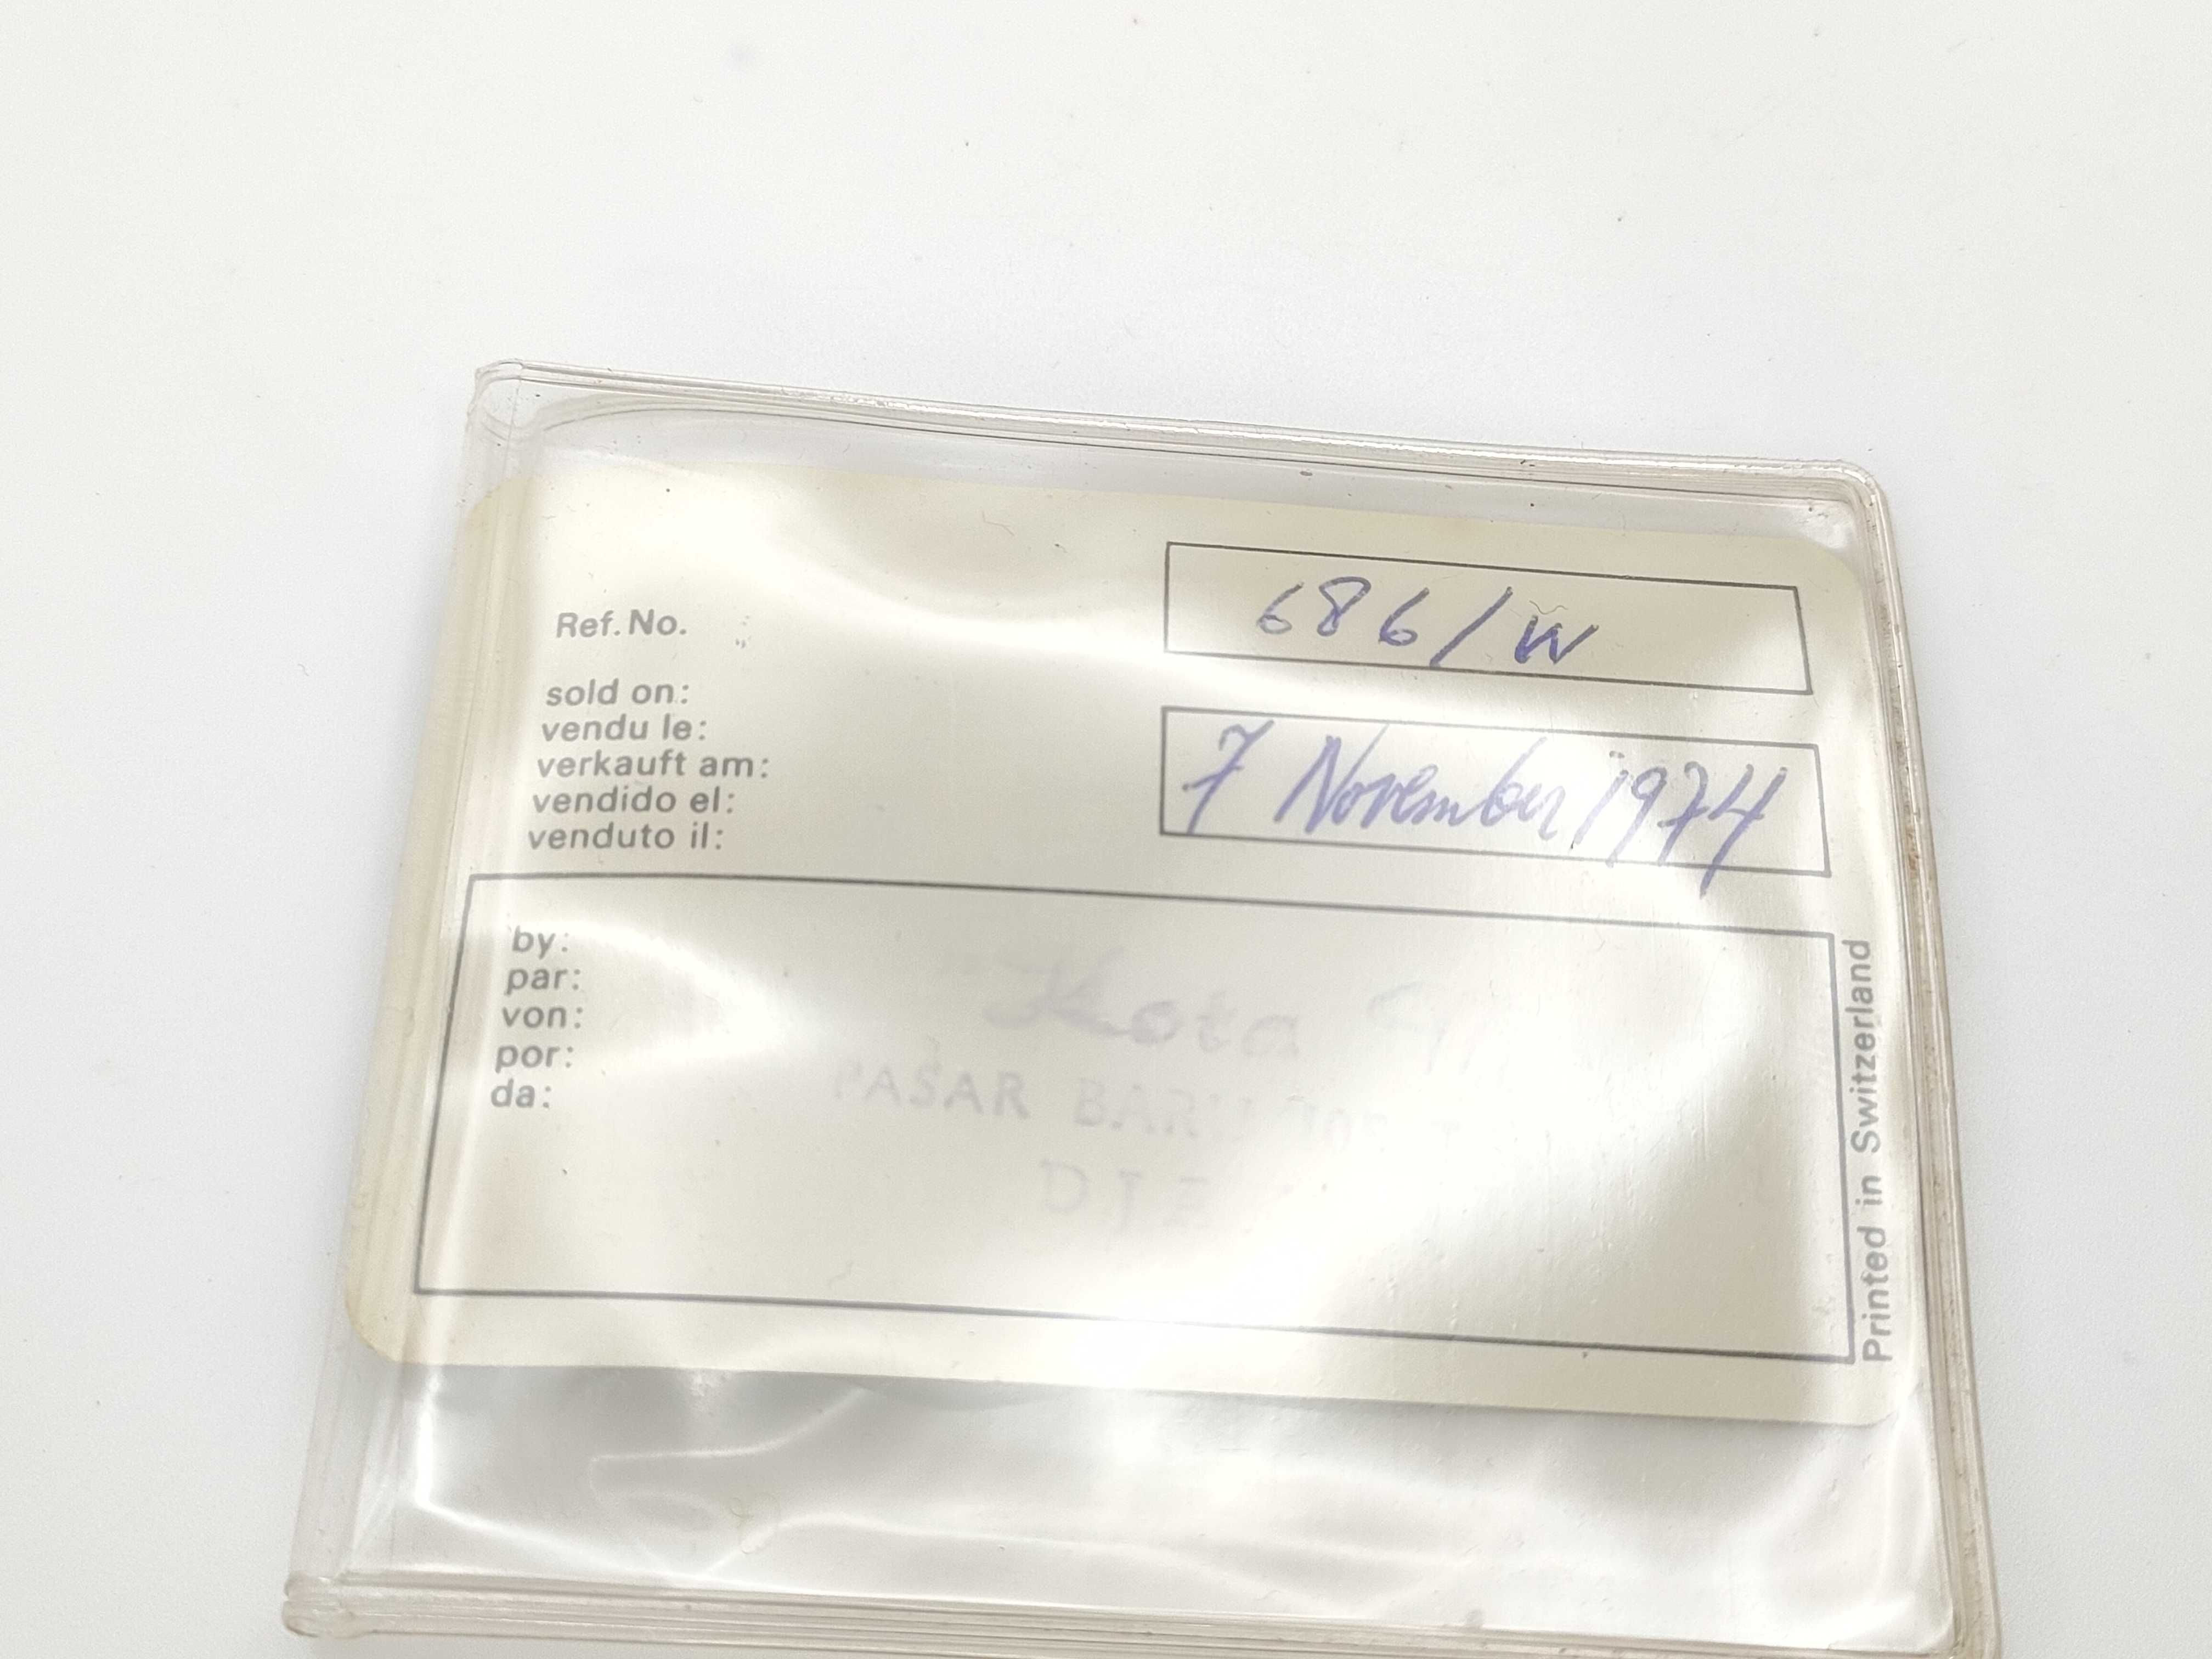 Ref. No. 686/W
sold on:
vendu le:
verkauft am: 7 November 1974
vendido el:
venduto il:
by:
par:
von:
por:
da:
Kota
PASAR BARU
Printed in Switzerland